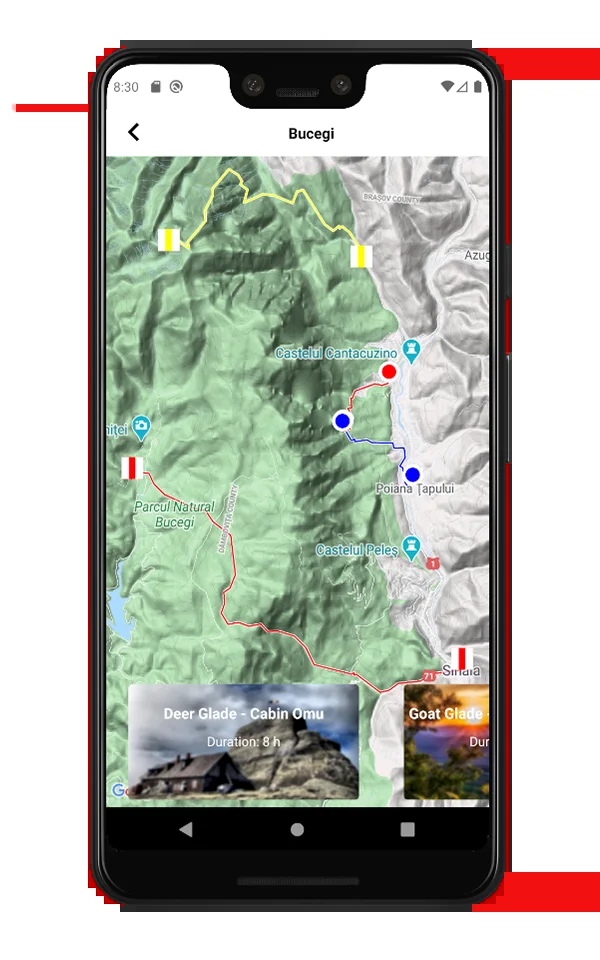 8:30
Bucegi
BRAȘOV COUNTY
Azug
Castelul Cantacuzino
niței
Poiana Țapului
Parcul Natural
Bucegi
DÂMBOVIȚA COUNTY
Castelul Peleș
1
71
Sinaia
Deer Glade - Cabin Omu
Duration: 8 h
Goat Glade -
Dur
Go